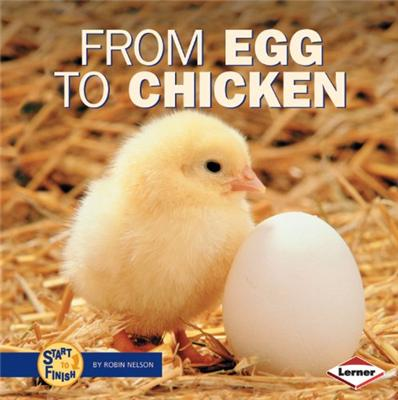 FROM EGG
TO CHICKEN
START
TO
FINISH
BY ROBIN NELSON
Lerner